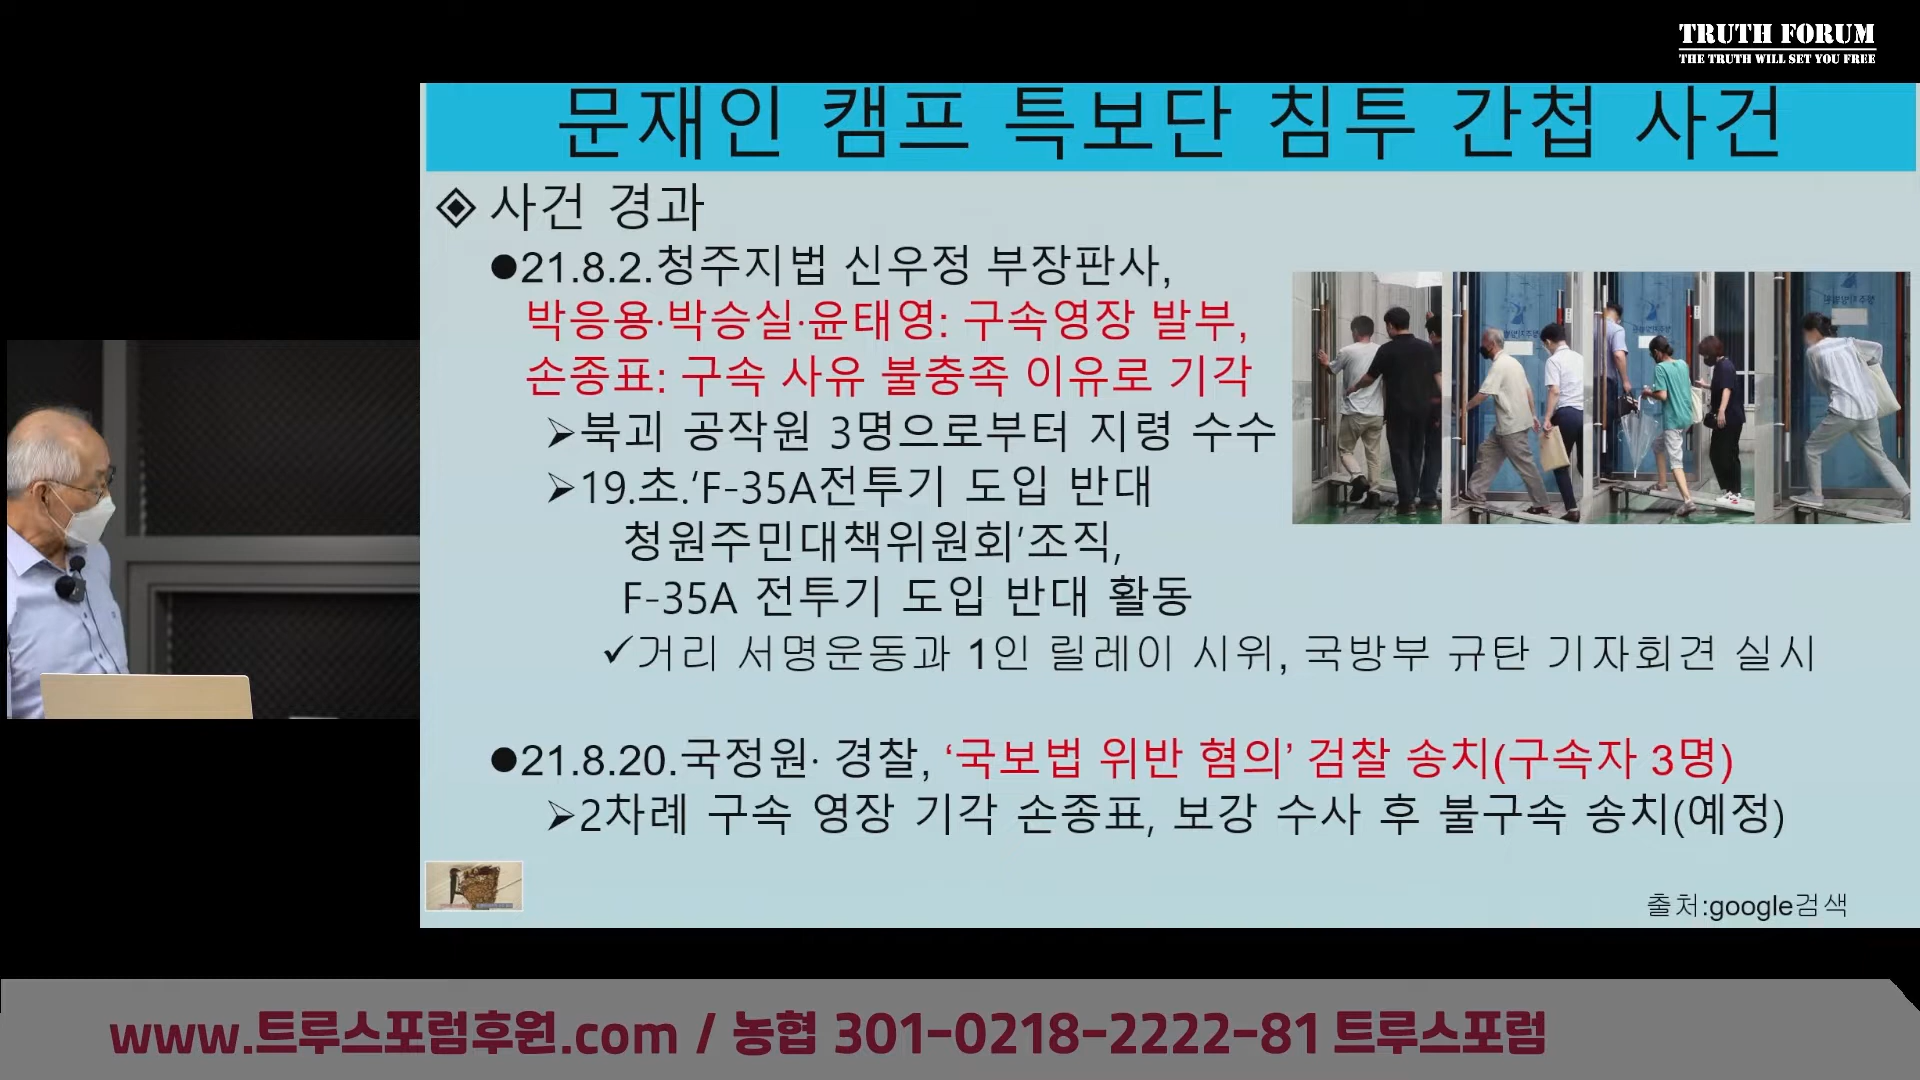 TRUTH FORUM
THE TRUTH WILL SET YOU FREE
문재인 캠프 특보단 침투 간첩 사건
◈ 사건 경과
●21.8.2.청주지법 신우정 부장판사,
박응용·박승실·윤태영: 구속영장 발부,
손종표: 구속 사유 불충족 이유로 기각
➢북괴 공작원 3명으로부터 지령 수수
➢19.초.‘F-35A전투기 도입 반대
청원주민대책위원회’조직,
F-35A 전투기 도입 반대 활동
✓거리 서명운동과 1인 릴레이 시위, 국방부 규탄 기자회견 실시
●21.8.20.국정원· 경찰, ‘국보법 위반 혐의’ 검찰 송치(구속자 3명)
➢2차례 구속 영장 기각 손종표, 보강 수사 후 불구속 송치(예정)
출처:google검색
www.트루스포럼후원.com / 농협 301-0218-2222-81 트루스포럼